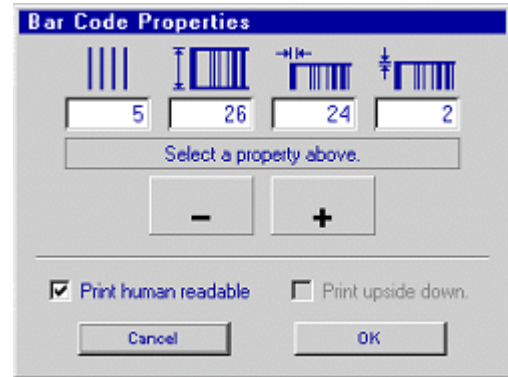 Bar Code Properties
5 26 24 2
Select a property above.
- +
Print human readable Print upside down.
Cancel OK